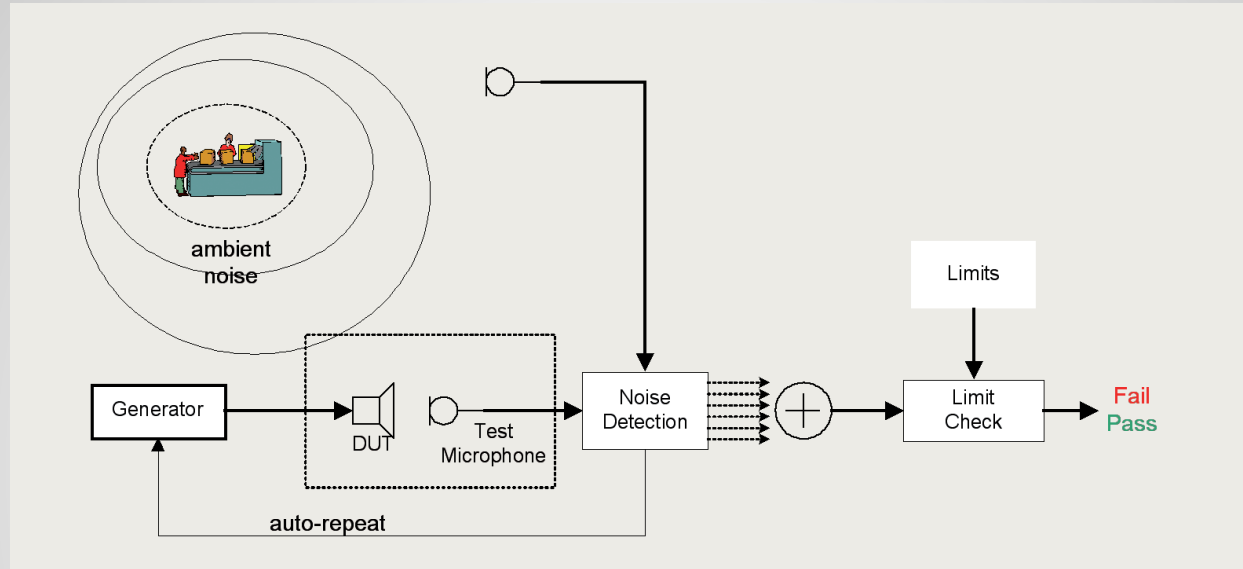 ambient
noise
Limits
Generator
DUT
Test
Microphone
Noise
Detection
Limit
Check
Fail
Pass
auto-repeat